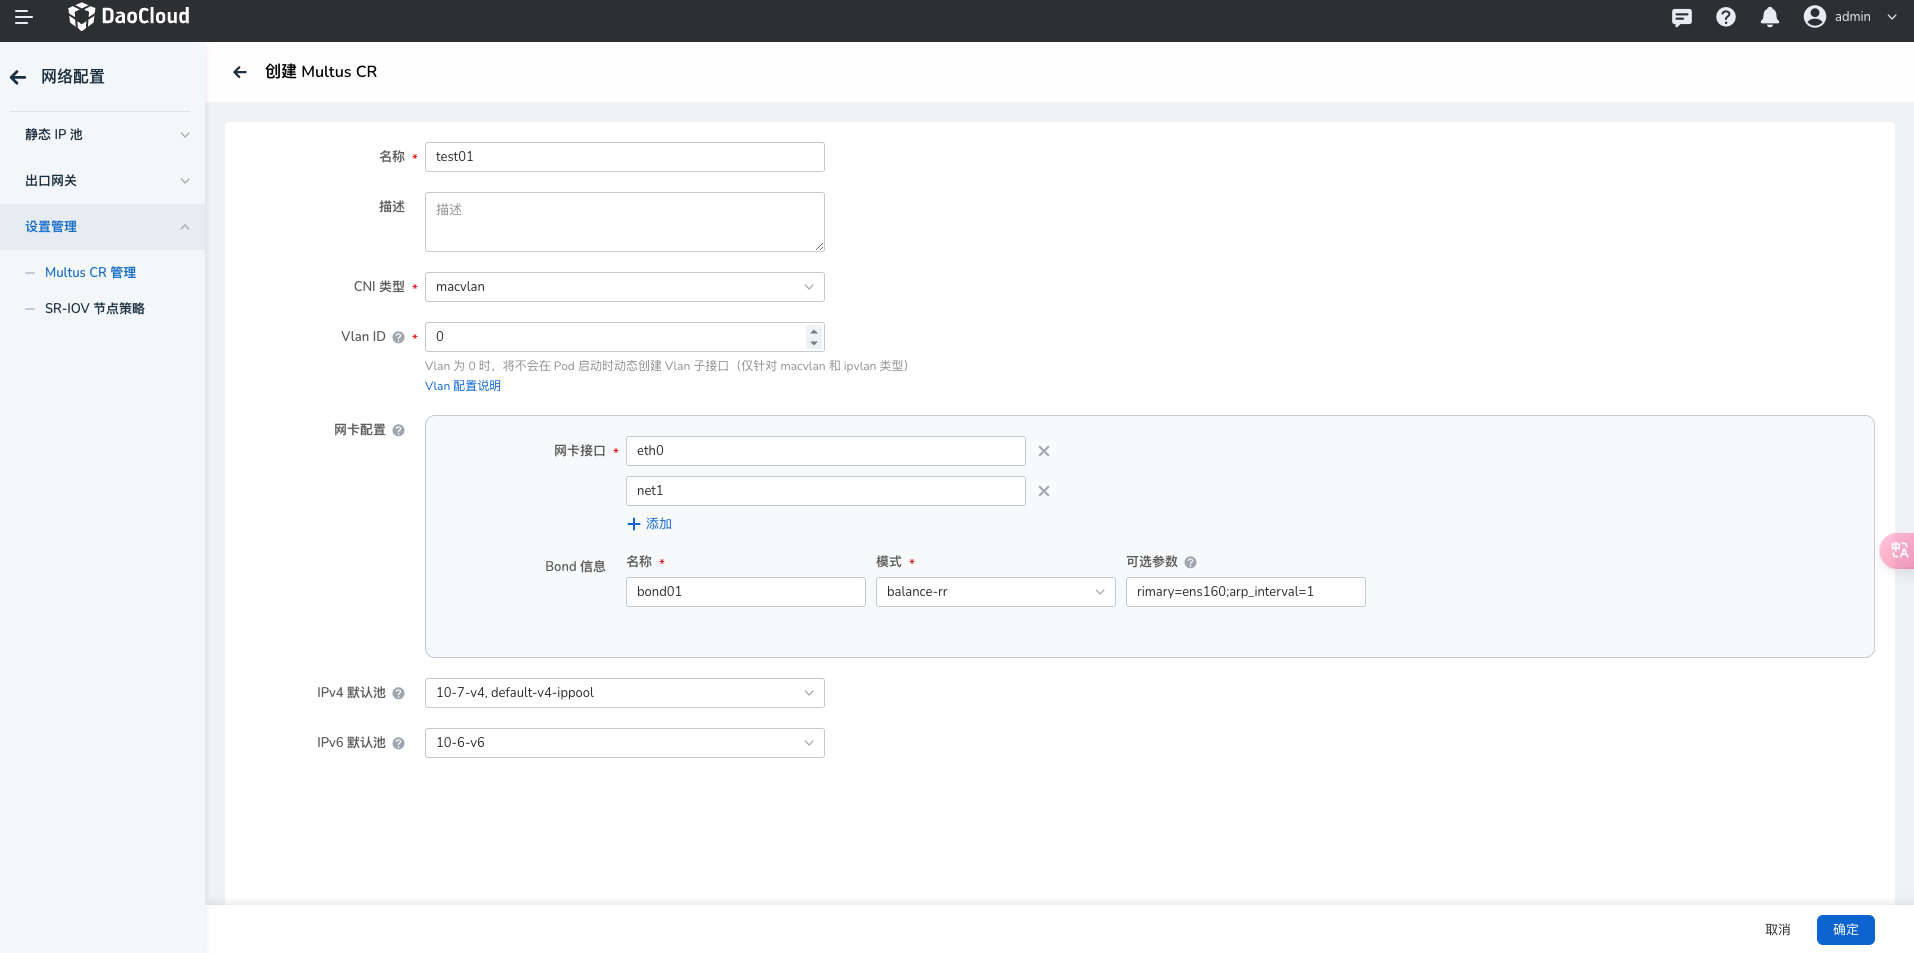 DaoCloud
admin
网络配置
静态 IP 池
出口网关
设置管理
Multus CR 管理
SR-IOV 节点策略
创建 Multus CR
名称 *
test01
描述
描述
CNI 类型 *
macvlan
Vlan ID *
0
Vlan 为 0 时，将不会在 Pod 启动时动态创建 Vlan 子接口（仅针对 macvlan 和 ipvlan 类型）
Vlan 配置说明
网卡配置
网卡接口 *
eth0
net1
添加
Bond 信息
名称 *
模式 *
可选参数
bond01
balance-rr
rimary=ens160;arp_interval=1
IPv4 默认池
10-7-v4, default-v4-ippool
IPv6 默认池
10-6-v6
中A
取消
确定